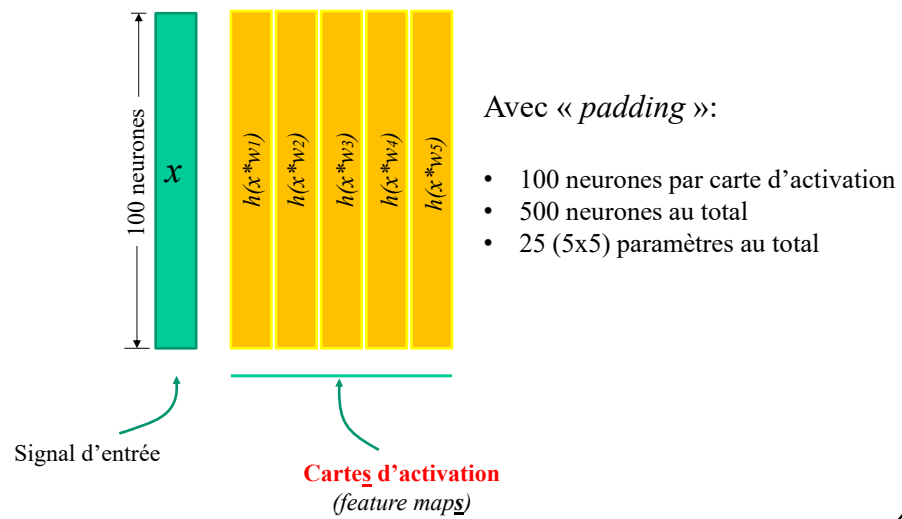 100 neurones
x
h(x*w1)
h(x*w2)
h(x*w3)
h(x*w4)
h(x*w5)
Avec « padding »:
• 100 neurones par carte d’activation
• 500 neurones au total
• 25 (5x5) paramètres au total
Signal d’entrée
Cartes d’activation
(feature maps)